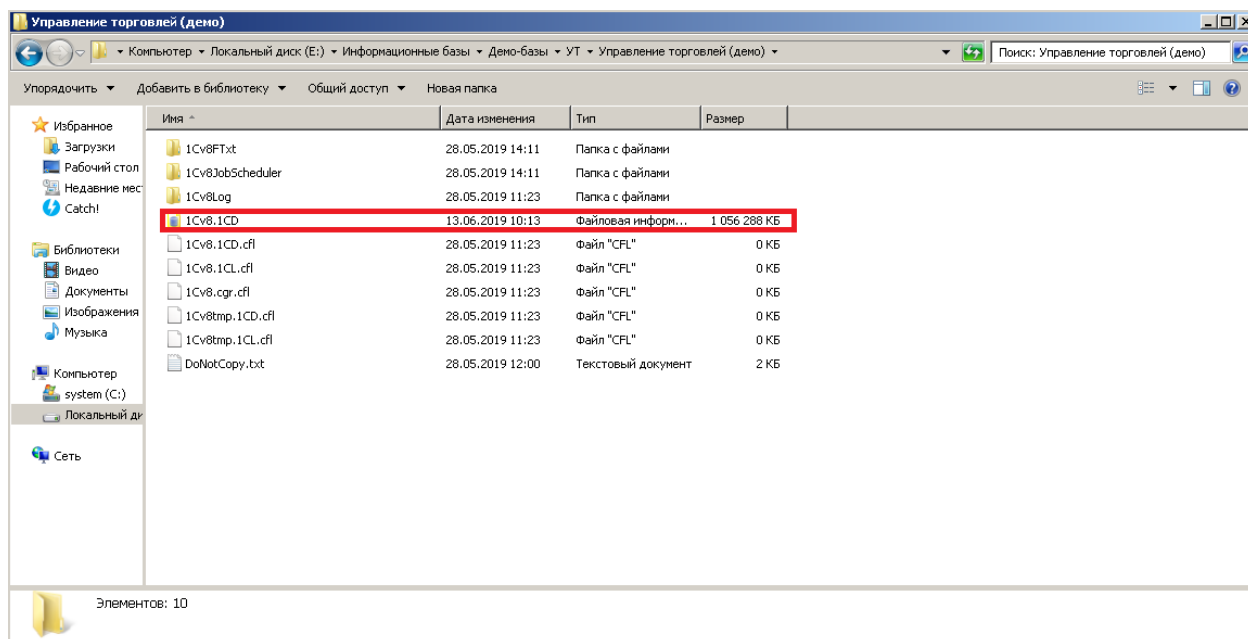 Управление торговлей (демо)
Компьютер Локальный диск (E:) Информационные базы Демо-базы УТ Управление торговлей (демо)
Поиск: Управление торговлей (демо)
Упорядочить Добавить в библиотеку Общий доступ Новая папка
Избранное
Загрузки
Рабочий стол
Недавние мес
Catch!
Библиотеки
Видео
Документы
Изображения
Музыка
Компьютер
system (C:)
Локальный ди
Сеть
Имя Дата изменения Тип Размер
1Cv8FTxt 28.05.2019 14:11 Папка с файлами
1Cv8JobScheduler 28.05.2019 14:11 Папка с файлами
1Cv8Log 28.05.2019 11:23 Папка с файлами
1Cv8.1CD 13.06.2019 10:13 Файловая информ... 1 056 288 КБ
1Cv8.1CD.cfl 28.05.2019 11:23 Файл "CFL" 0 КБ
1Cv8.1CL.cfl 28.05.2019 11:23 Файл "CFL" 0 КБ
1Cv8.cgr.cfl 28.05.2019 11:23 Файл "CFL" 0 КБ
1Cv8tmp.1CD.cfl 28.05.2019 11:23 Файл "CFL" 0 КБ
1Cv8tmp.1CL.cfl 28.05.2019 11:23 Файл "CFL" 0 КБ
DoNotCopy.txt 28.05.2019 12:00 Текстовый документ 2 КБ
Элементов: 10